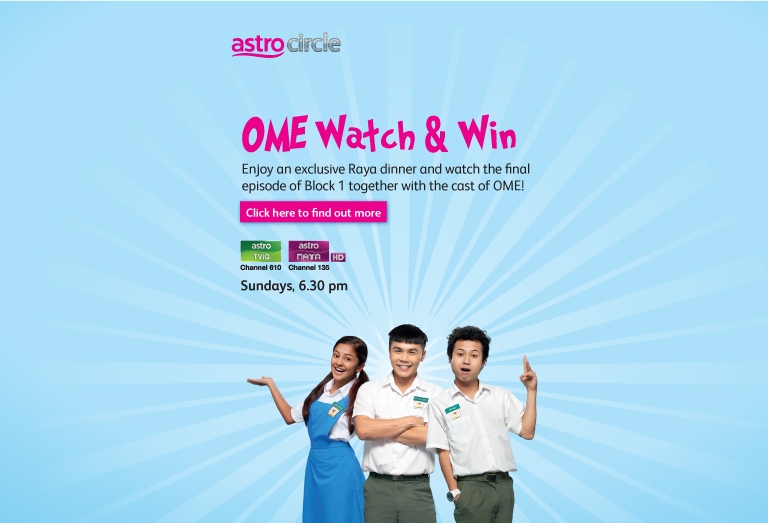 astro circle
OME Watch & Win
Enjoy an exclusive Raya dinner and watch the final
episode of Block 1 together with the cast of OME!
Click here to find out more
astro astro
TVIQ MAYA HD
Channel 610 Channel 135
Sundays, 6.30 pm